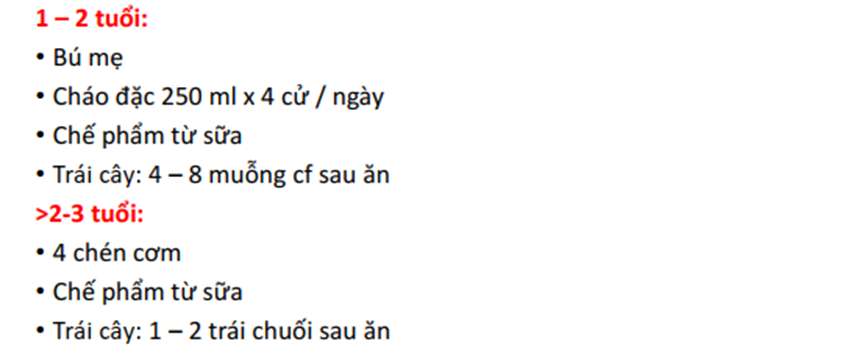 1 – 2 tuổi:
• Bú mẹ
• Cháo đặc 250 ml x 4 cử / ngày
• Chế phẩm từ sữa
• Trái cây: 4 – 8 muỗng cf sau ăn
>2-3 tuổi:
• 4 chén cơm
• Chế phẩm từ sữa
• Trái cây: 1 – 2 trái chuối sau ăn